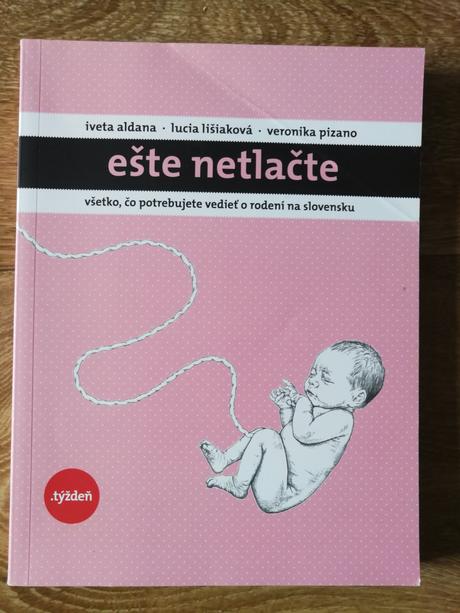 iveta aldana · lucia lišiaková · veronika pizano
ešte netlačte
všetko, čo potrebujete vedieť o rodení na slovensku
.týždeň